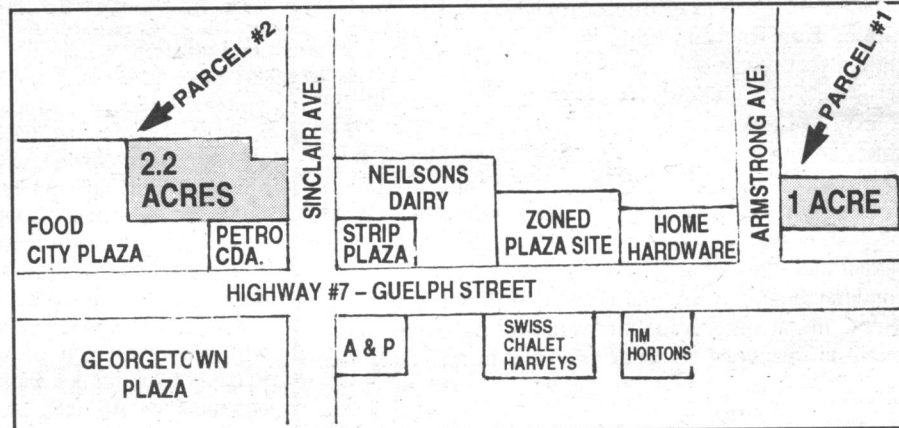 PARCEL #2
SINCLAIR AVE.
ARMSTRONG AVE.
PARCEL #1
2.2
ACRES
FOOD
CITY PLAZA
PETRO
CDA.
NEILSONS
DAIRY
STRIP
PLAZA
ZONED
PLAZA SITE
HOME
HARDWARE
1 ACRE
HIGHWAY #7 – GUELPH STREET
GEORGETOWN
PLAZA
A & P
SWISS
CHALET
HARVEYS
TIM
HORTONS